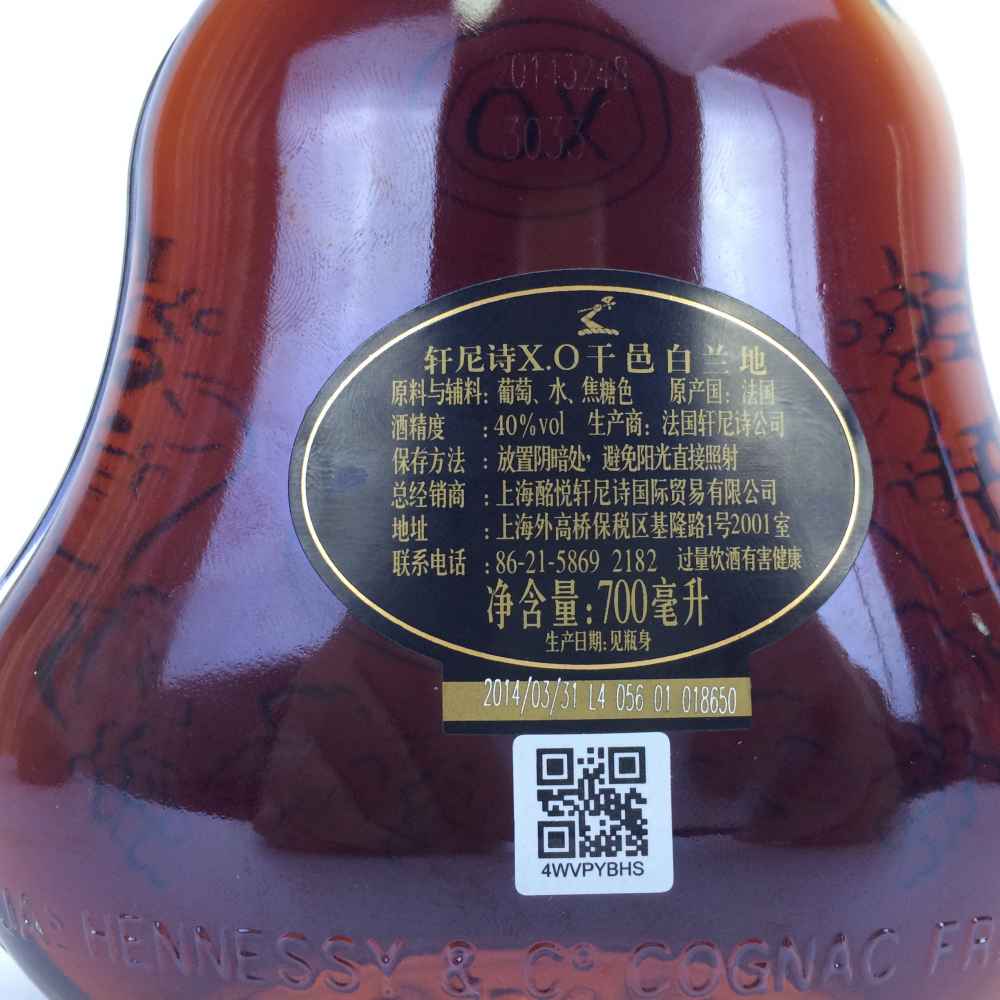 20143248
3033
XO
轩尼诗X.O干邑白兰地
原料与辅料: 葡萄、水、焦糖色 原产国: 法国
酒精度 : 40%vol 生产商: 法国轩尼诗公司
保存方法 : 放置阴暗处, 避免阳光直接照射
总经销商 : 上海酩悦轩尼诗国际贸易有限公司
地址 : 上海外高桥保税区基隆路1号2001室
联系电话 : 86-21-5869 2182 过量饮酒有害健康
净含量: 700毫升
生产日期: 见瓶身
2014/03/31 L4 056 01 018650
4WVPYBHS
JAs HENNESSY & Co COGNAC FR